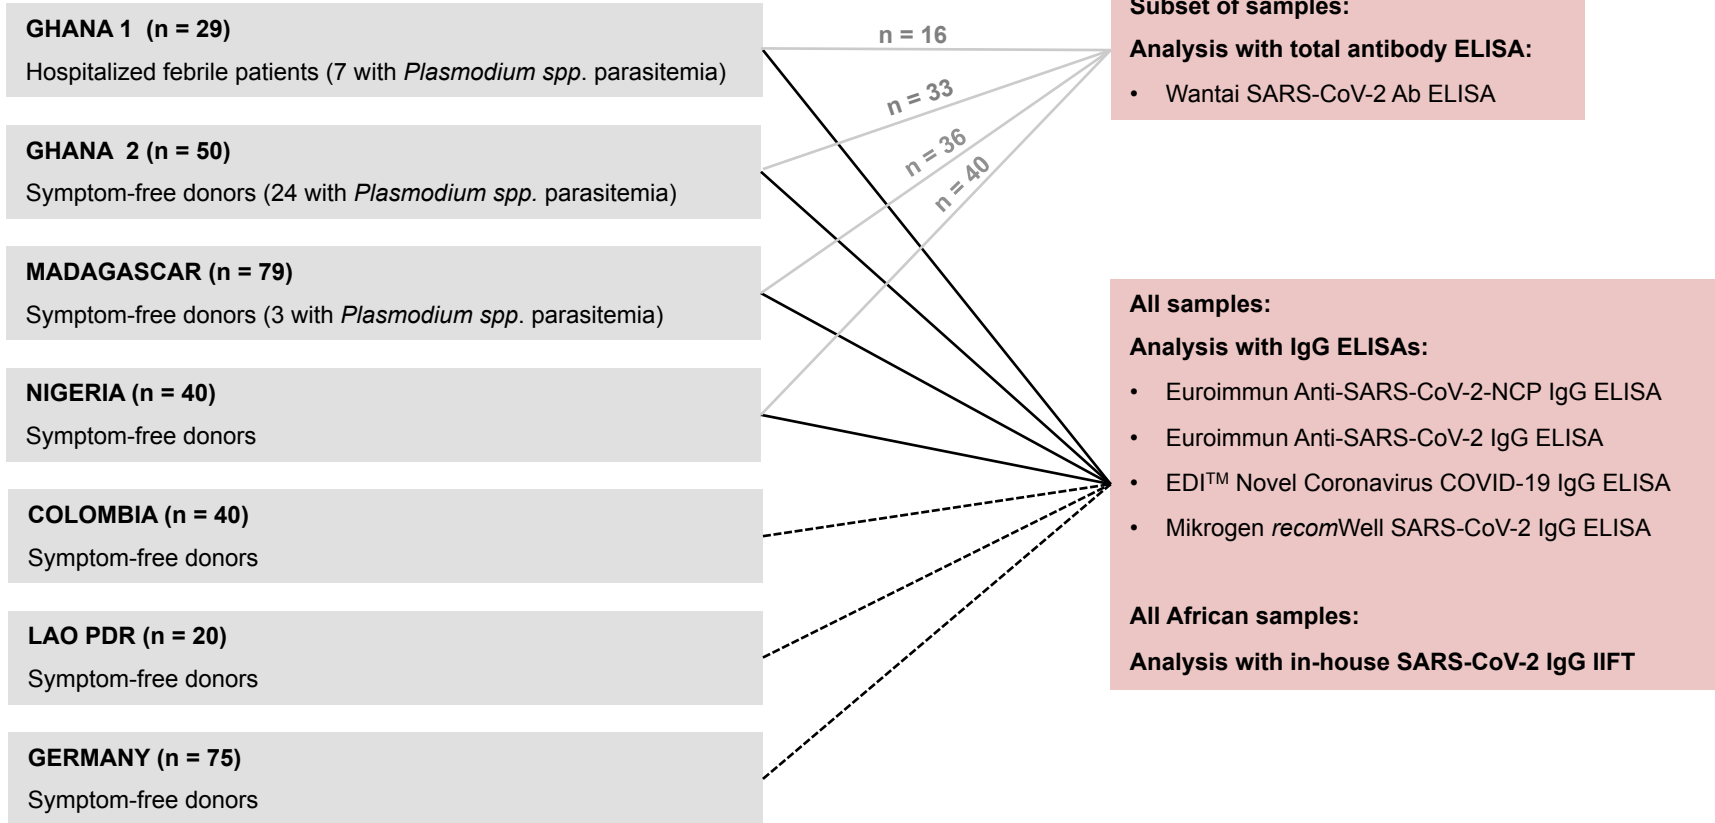 GHANA 1 (n = 29)
Hospitalized febrile patients (7 with Plasmodium spp. parasitemia)
GHANA 2 (n = 50)
Symptom-free donors (24 with Plasmodium spp. parasitemia)
MADAGASCAR (n = 79)
Symptom-free donors (3 with Plasmodium spp. parasitemia)
NIGERIA (n = 40)
Symptom-free donors
COLOMBIA (n = 40)
Symptom-free donors
LAO PDR (n = 20)
Symptom-free donors
GERMANY (n = 75)
Symptom-free donors
n = 16
n = 33
n = 36
n = 40
Subset of samples:
Analysis with total antibody ELISA:
• Wantai SARS-CoV-2 Ab ELISA
All samples:
Analysis with IgG ELISAs:
• Euroimmun Anti-SARS-CoV-2-NCP IgG ELISA
• Euroimmun Anti-SARS-CoV-2 IgG ELISA
• EDI™ Novel Coronavirus COVID-19 IgG ELISA
• Mikrogen recomWell SARS-CoV-2 IgG ELISA
All African samples:
Analysis with in-house SARS-CoV-2 IgG IIFT